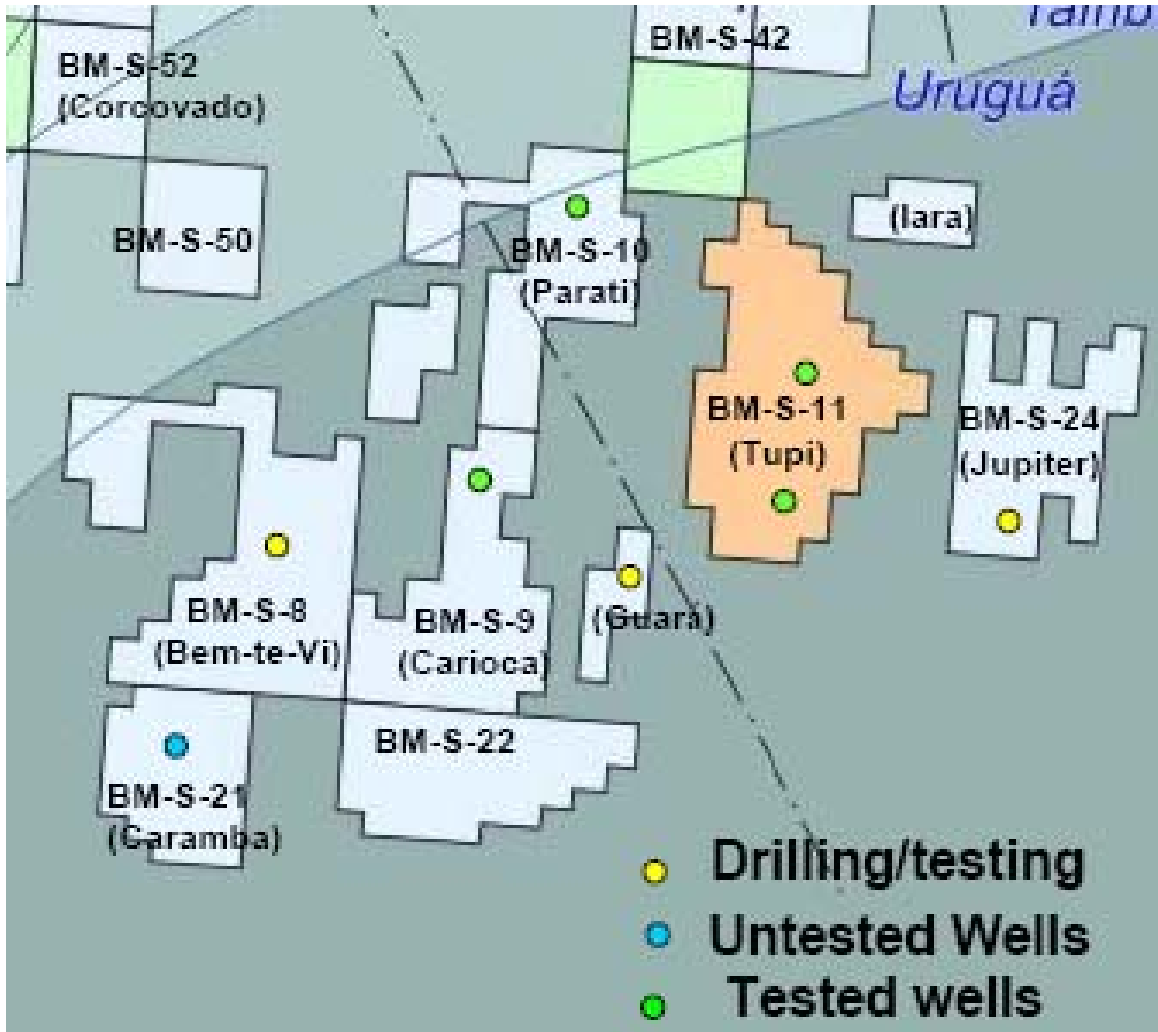 BM-S-42
BM-S-52
(Corcovado)
Uruguá
(Iara)
BM-S-50
BM-S-10
(Parati)
BM-S-11
(Tupi)
BM-S-24
(Jupiter)
BM-S-8
(Bem-te-Vi)
BM-S-9
(Carioca)
(Guará)
BM-S-22
BM-S-21
(Caramba)
Drilling/testing
Untested Wells
Tested wells